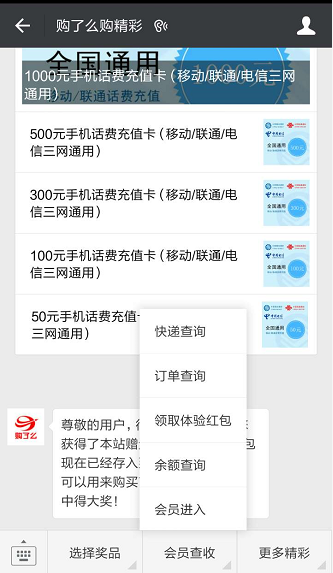 购了么购精彩
全国通用 1000元
1000元手机话费充值卡（移动/联通/电信三网
通用）
移动/联通/电信话费充值
500元手机话费充值卡（移动/联通/电
信三网通用）
全国通用
300元手机话费充值卡（移动/联通/电
信三网通用）
全国通用
100元手机话费充值卡（移动/联通/电
信三网通用）
全国通用
50元手机话费充值卡
三网通用）
全国通用
快递查询
订单查询
领取体验红包
余额查询
会员进入
购了么
尊敬的用户，
获得了本站赠
包
现在已经存入
可以用来购买
中得大奖！
选择奖品
会员查收
更多精彩